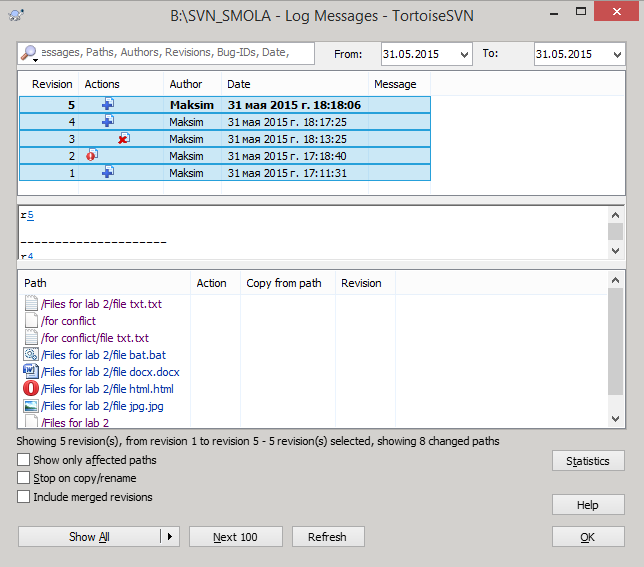 B:\SVN_SMOLA - Log Messages - TortoiseSVN
essages, Paths, Authors, Revisions, Bug-IDs, Date,
From: 31.05.2015 To: 31.05.2015
Revision Actions Author Date Message
5 Maksim 31 мая 2015 г. 18:18:06
4 Maksim 31 мая 2015 г. 18:17:25
3 Maksim 31 мая 2015 г. 18:13:25
2 Maksim 31 мая 2015 г. 17:18:40
1 Maksim 31 мая 2015 г. 17:11:31
r5
----------------------
r4
Path Action Copy from path Revision
/Files for lab 2/file txt.txt
/for conflict
/for conflict/file txt.txt
/Files for lab 2/file bat.bat
/Files for lab 2/file docx.docx
/Files for lab 2/file html.html
/Files for lab 2/file jpg.jpg
/Files for lab 2
Showing 5 revision(s), from revision 1 to revision 5 - 5 revision(s) selected, showing 8 changed paths
Show only affected paths
Statistics
Stop on copy/rename
Include merged revisions
Help
Show All
Next 100
Refresh
OK